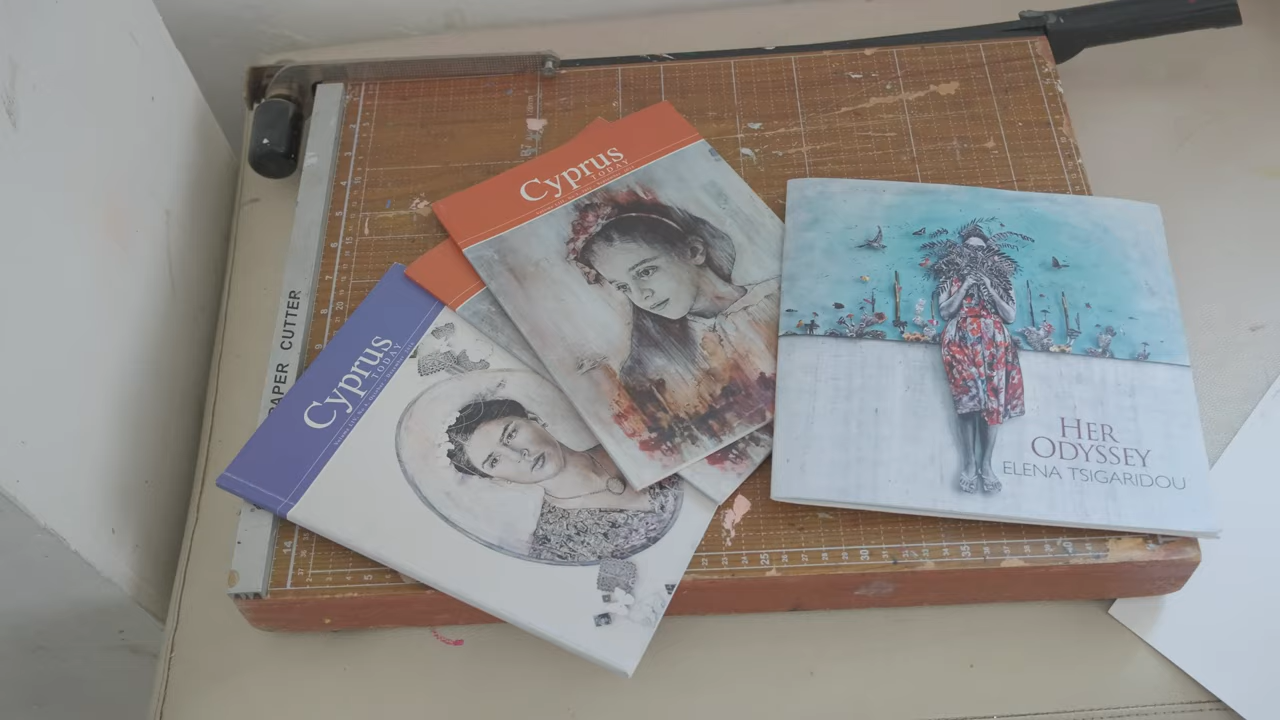 PAPER CUTTER
Cyprus
TODAY
Cyprus
TODAY
HER
ODYSSEY
ELENA TSIGARIDOU